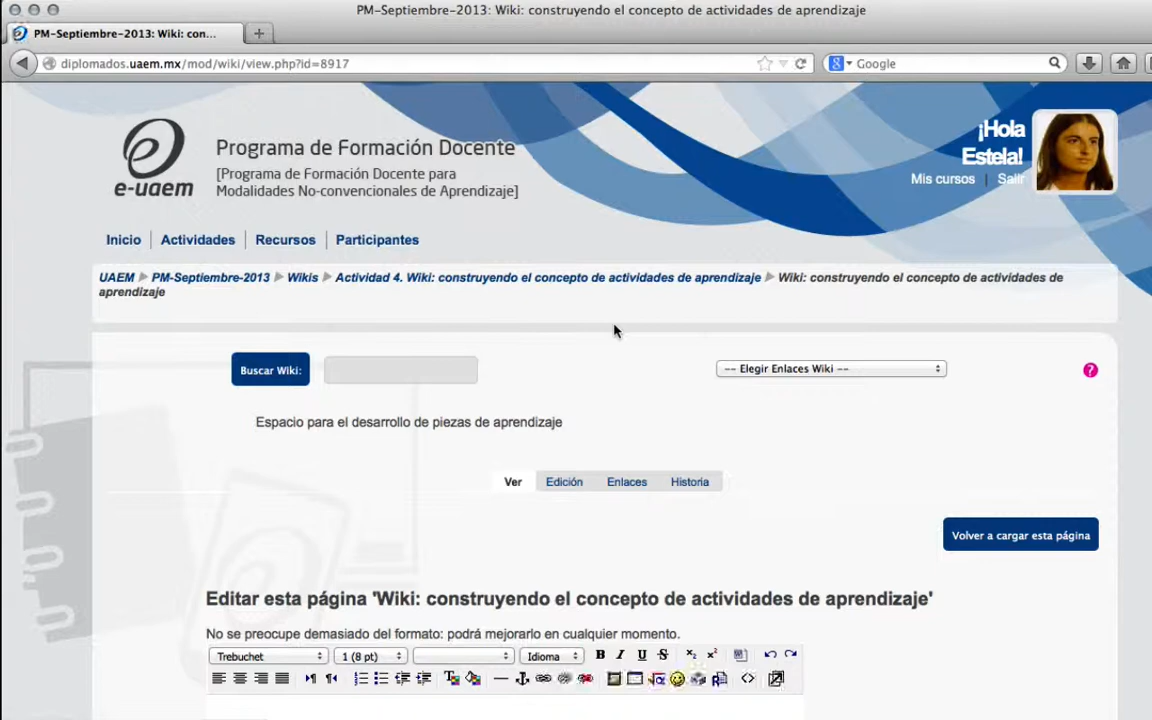 PM-Septiembre-2013: Wiki: construyendo el concepto de actividades de aprendizaje
PM-Septiembre-2013: Wiki: con...
diplomados.uaem.mx/mod/wiki/view.php?id=8917
Google
e-uaem
Programa de Formación Docente
[Programa de Formación Docente para
Modalidades No-convencionales de Aprendizaje]
¡Hola
Estela!
Mis cursos | Salir
Inicio | Actividades | Recursos | Participantes
UAEM PM-Septiembre-2013 Wikis Actividad 4. Wiki: construyendo el concepto de actividades de aprendizaje Wiki: construyendo el concepto de actividades de
aprendizaje
Buscar Wiki:
-- Elegir Enlaces Wiki --
?
Espacio para el desarrollo de piezas de aprendizaje
Ver Edición Enlaces Historia
Volver a cargar esta página
Editar esta página 'Wiki: construyendo el concepto de actividades de aprendizaje'
No se preocupe demasiado del formato: podrá mejorarlo en cualquier momento.
Trebuchet 1 (8 pt) Idioma B I U S